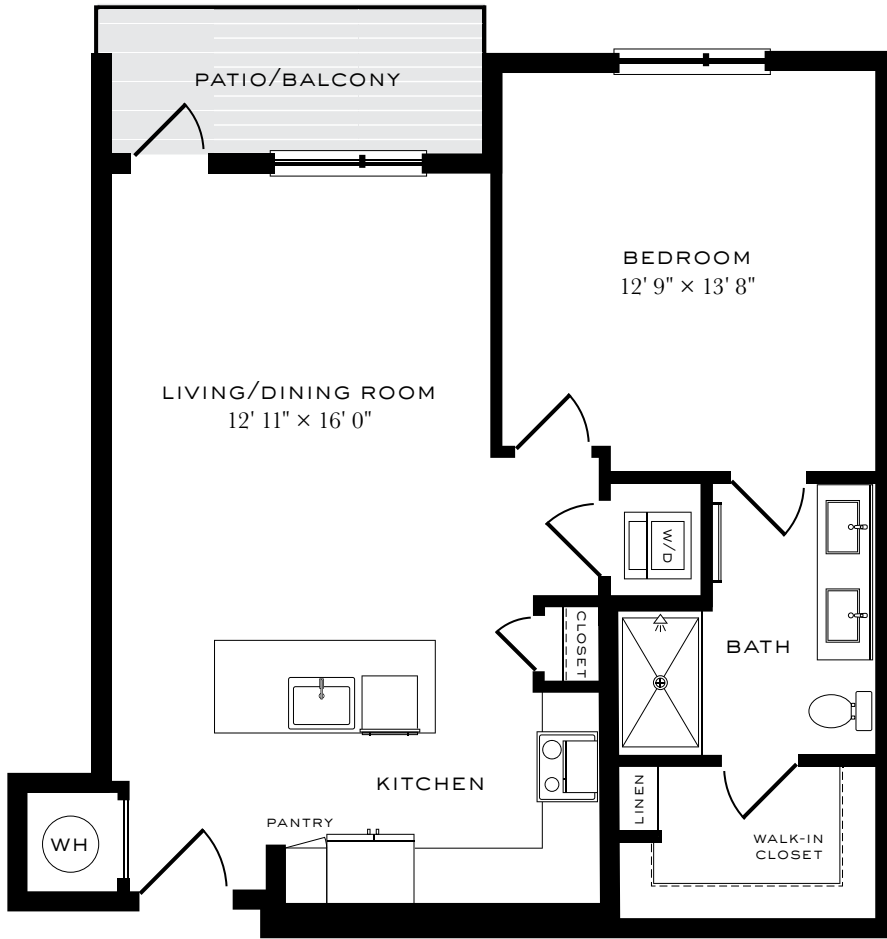 PATIO/BALCONY
BEDROOM
12' 9" × 13' 8"
LIVING/DINING ROOM
12' 11" × 16' 0"
W/D
CLOSET
BATH
KITCHEN
LINEN
PANTRY
WH
WALK-IN
CLOSET